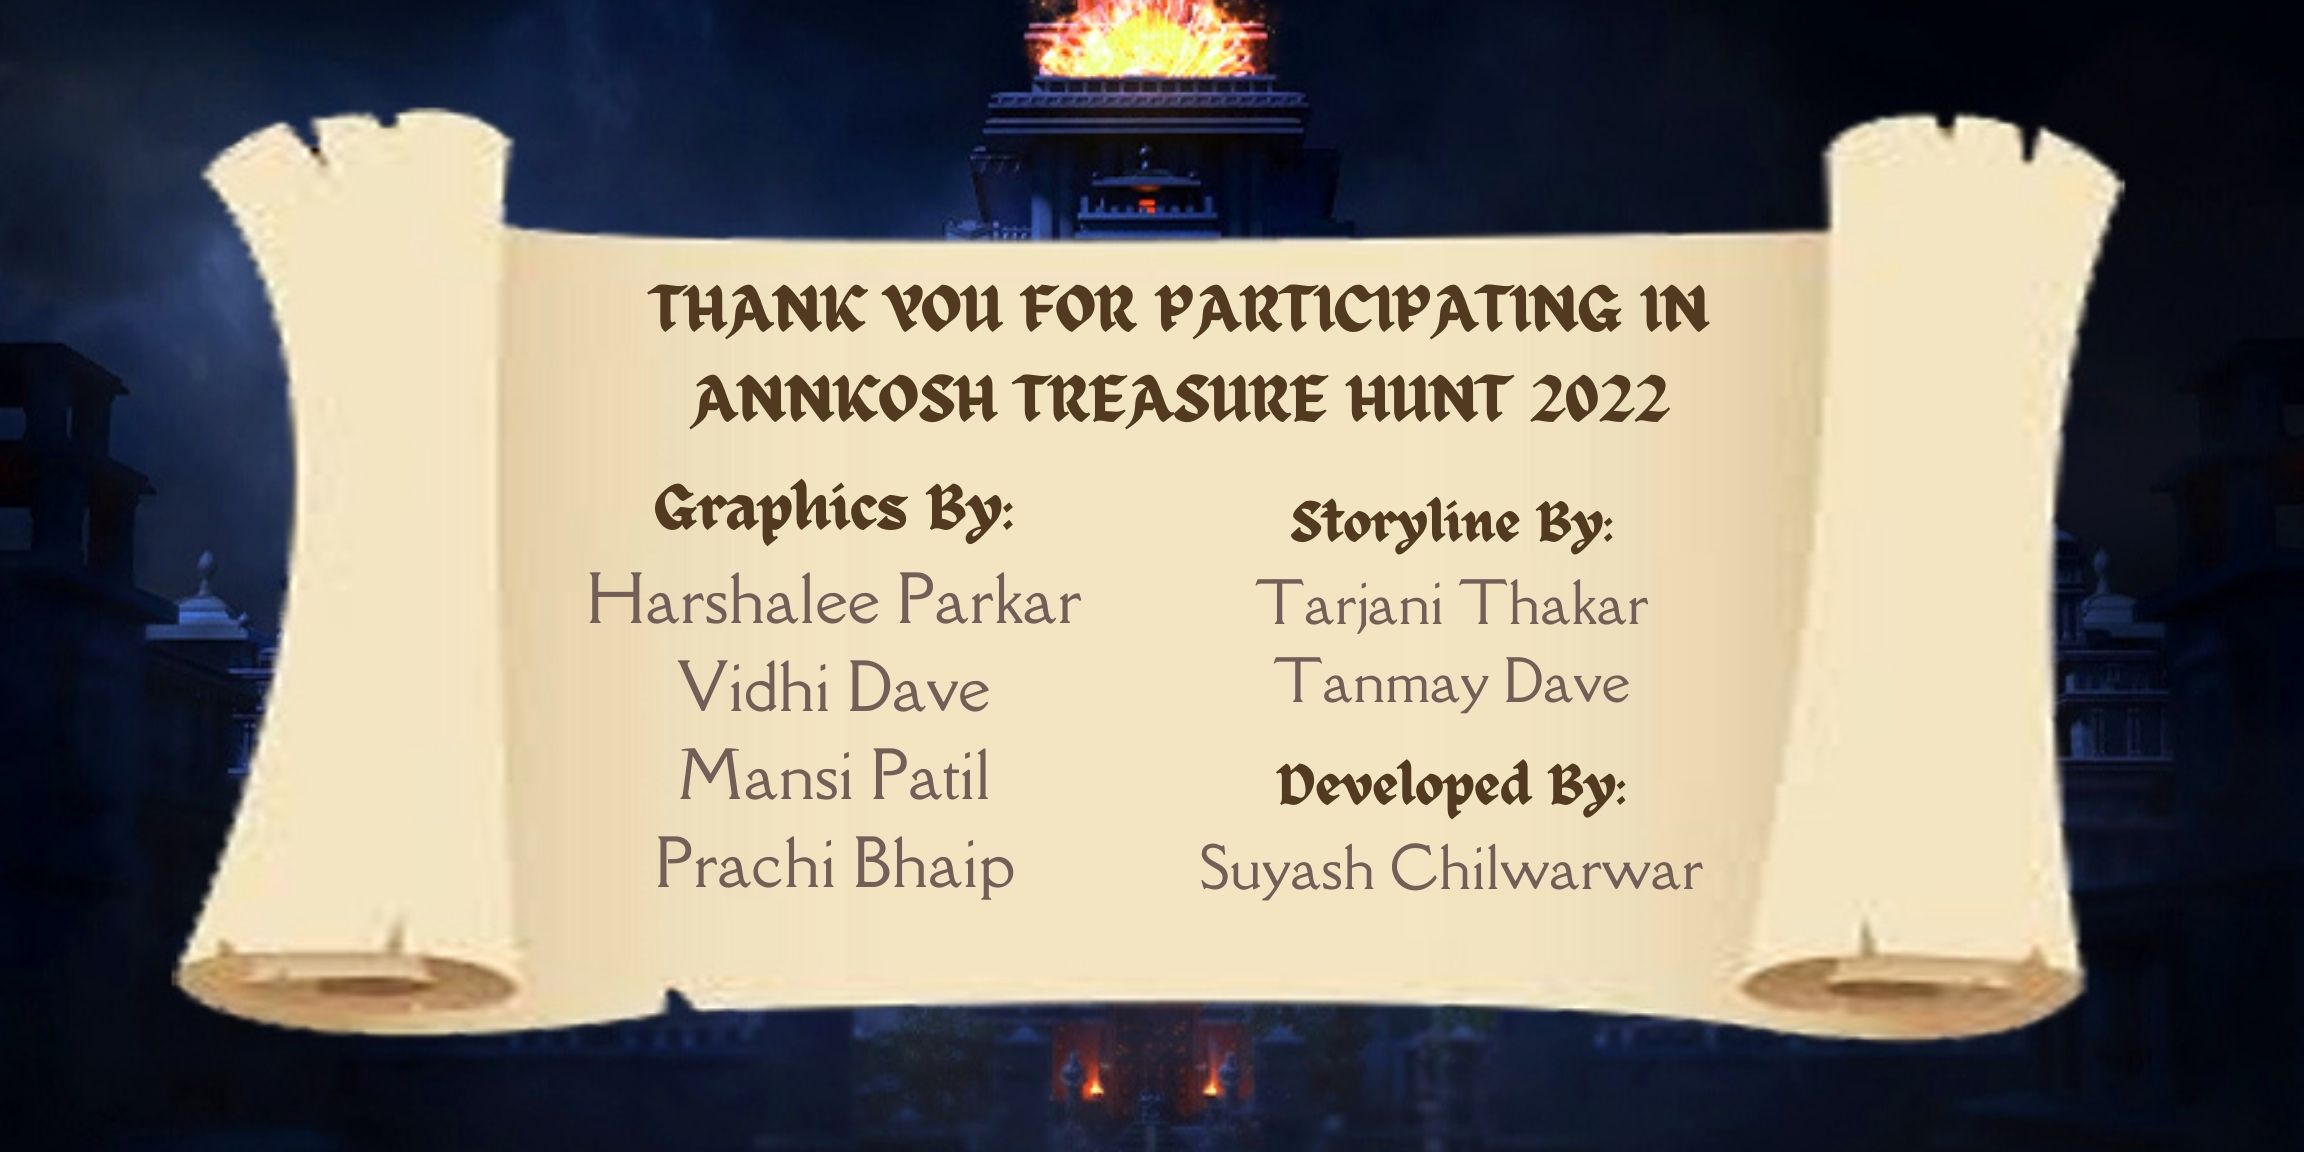 THANK YOU FOR PARTICIPATING IN
ANNKOSH TREASURE HUNT 2022
Graphics By:
Harshalee Parkar
Vidhi Dave
Mansi Patil
Prachi Bhaip
Storyline By:
Tarjani Thakar
Tanmay Dave
Developed By:
Suyash Chilwarwar